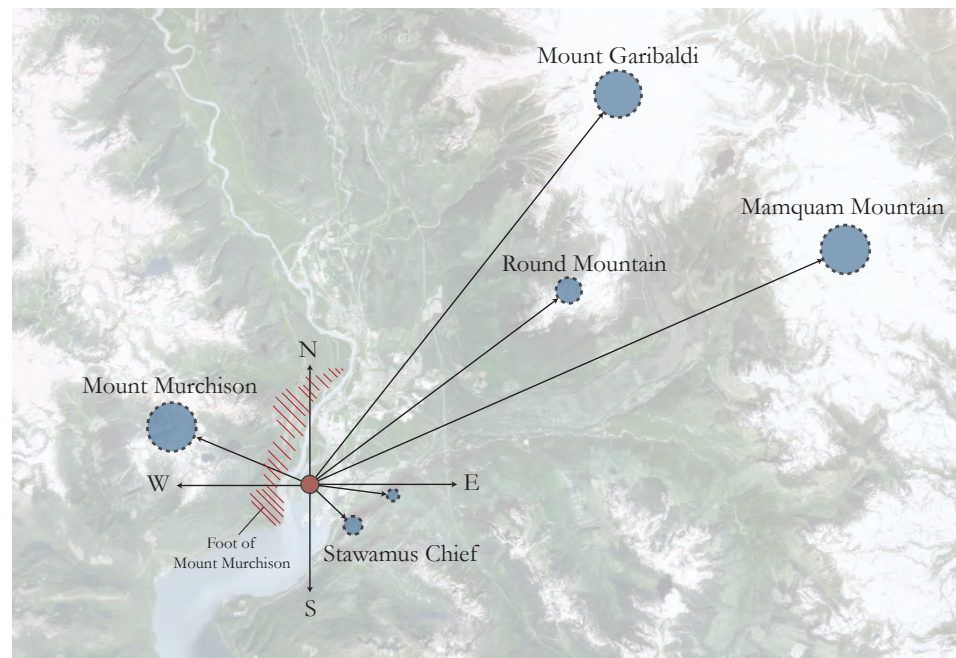 Mount Garibaldi
Mamquam Mountain
Round Mountain
N
Mount Murchison
W
E
Foot of
Mount Murchison
Stawamus Chief
S